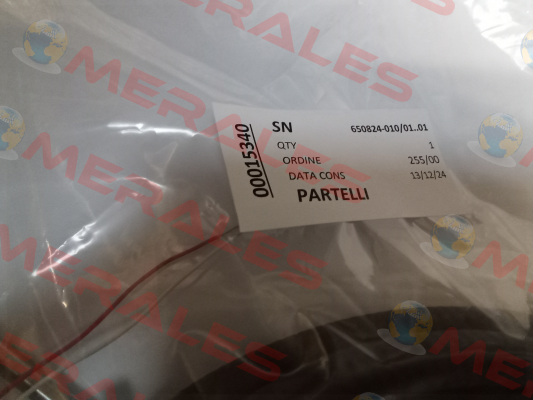 00015340
SN 650824-010/01..01
QTY 1
ORDINE 255/00
DATA CONS 13/12/24
PARTELLI
MERALES
MERALES
MERALES
MERALES